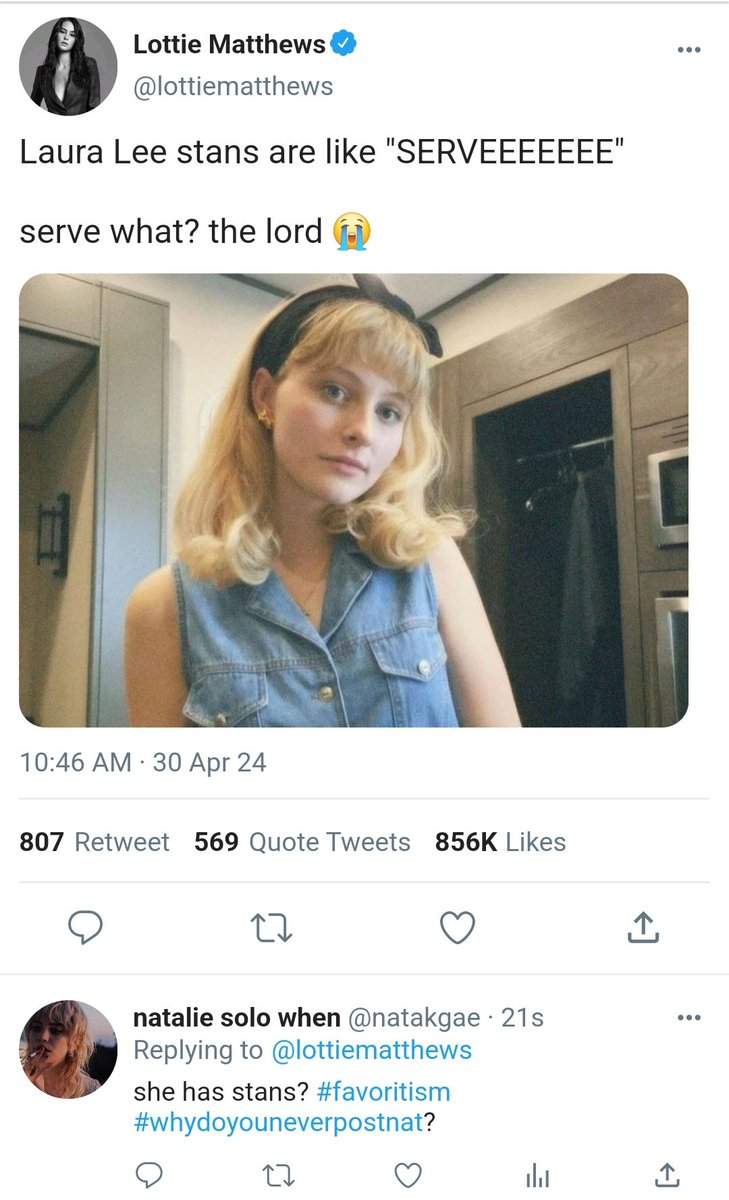 Lottie Matthews
@lottiematthews
Laura Lee stans are like "SERVEEEEEEE"
serve what? the lord 😭
10:46 AM · 30 Apr 24
807 Retweet 569 Quote Tweets 856K Likes
natalie solo when @natakgae · 21s
Replying to @lottiematthews
she has stans? #favoritism
#whydoyouneverpostnat?